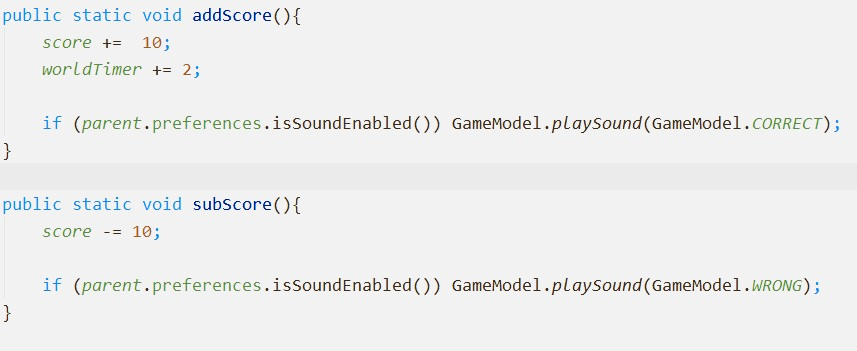 public static void addScore(){
    score +=  10;
    worldTimer += 2;
    if (parent.preferences.isSoundEnabled()) GameModel.playSound(GameModel.CORRECT);
}
public static void subScore(){
    score -= 10;
    if (parent.preferences.isSoundEnabled()) GameModel.playSound(GameModel.WRONG);
}